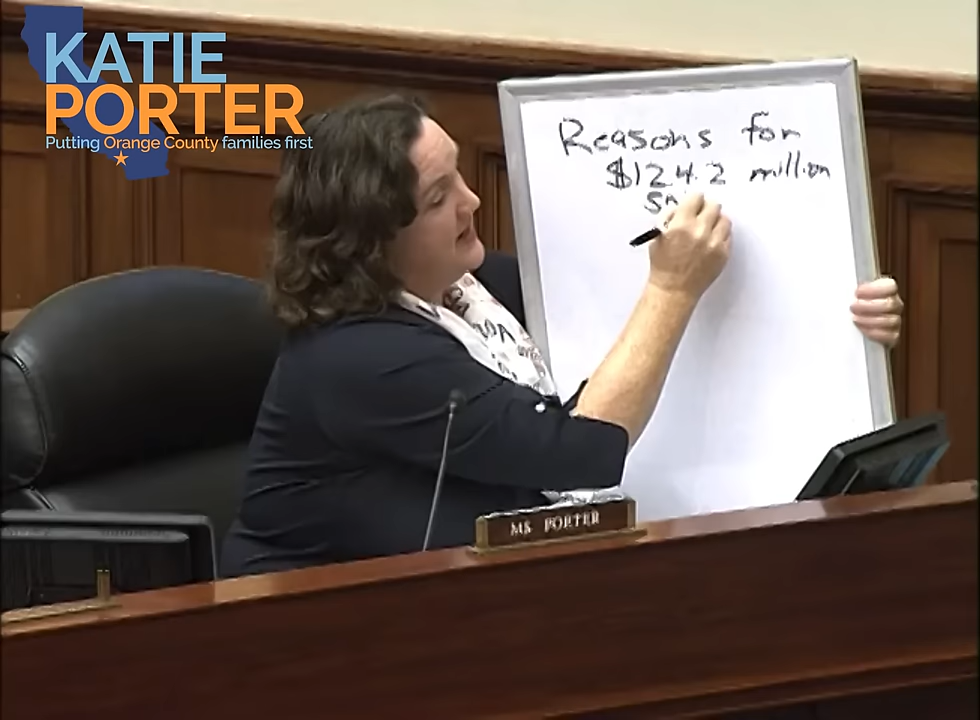 KATIE
PORTER
Putting Orange County families first
Reasons for
$124.2 million
MS PORTER